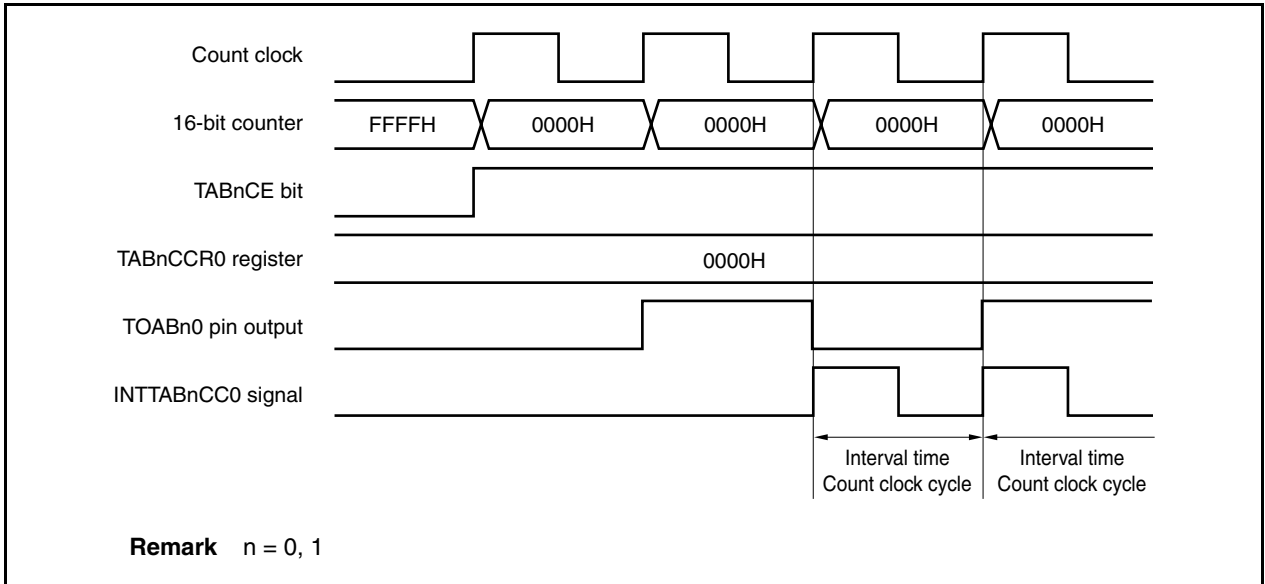 Count clock
16-bit counter FFFFH 0000H 0000H 0000H 0000H
TABnCE bit
TABnCCR0 register 0000H
TOABn0 pin output
INTTABnCC0 signal
Interval time Interval time
Count clock cycle Count clock cycle
Remark n = 0, 1